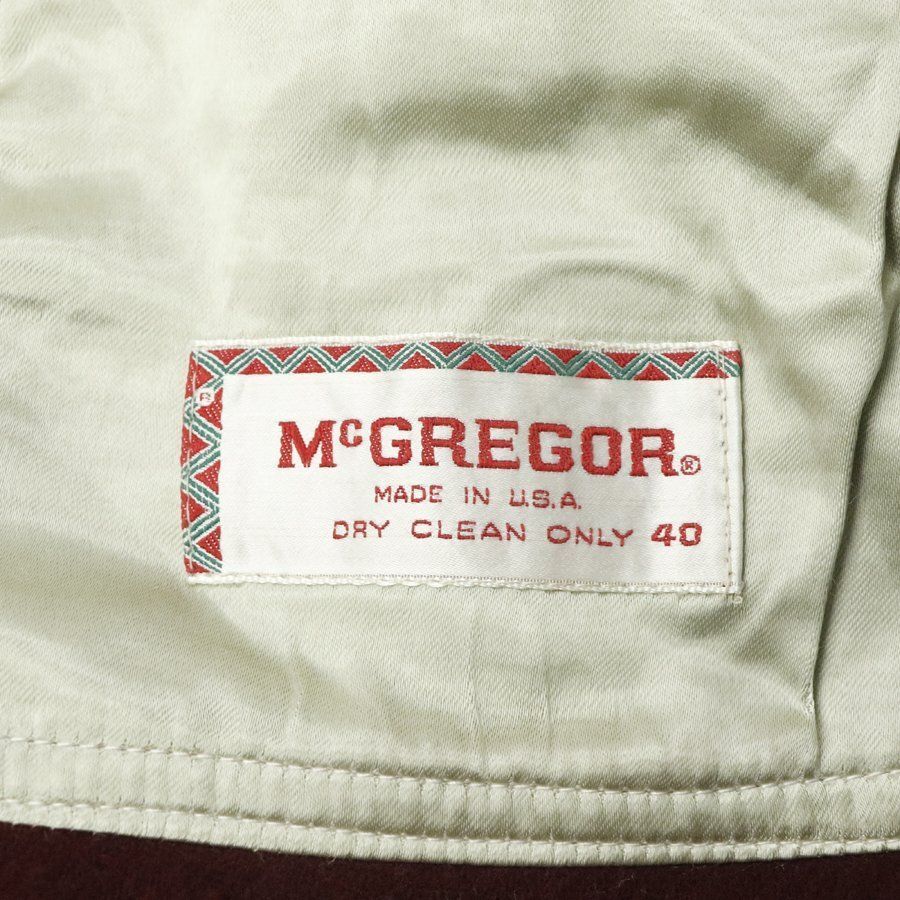 ®
McGREGOR®
MADE IN U.S.A.
DRY CLEAN ONLY 40